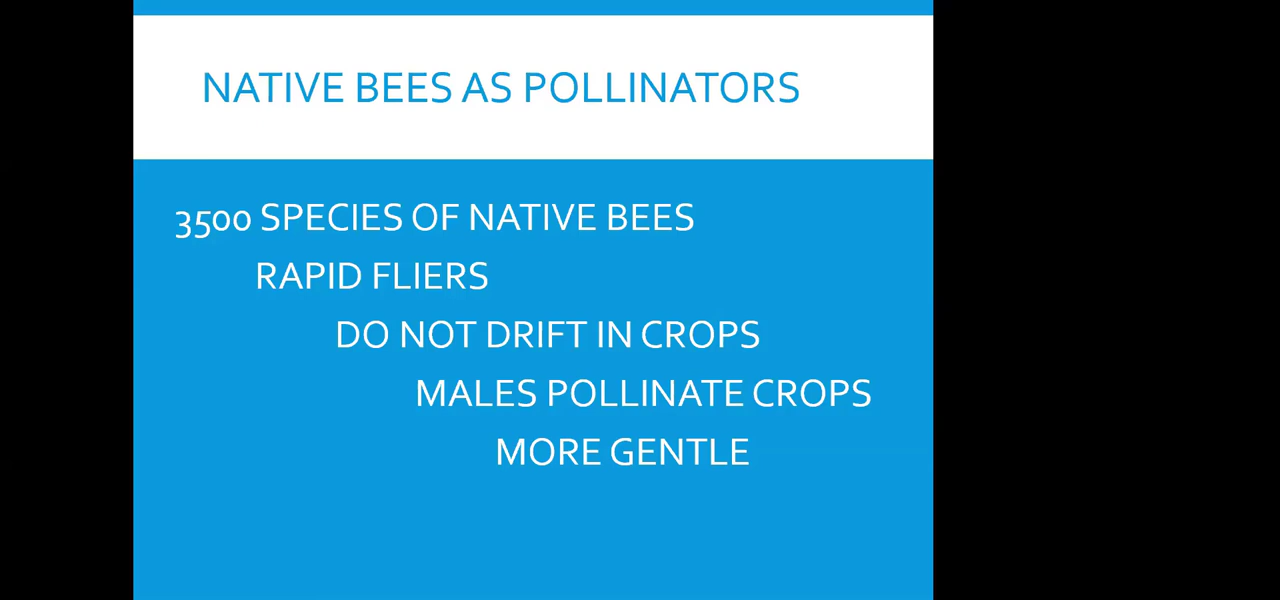 NATIVE BEES AS POLLINATORS
3500 SPECIES OF NATIVE BEES
RAPID FLIERS
DO NOT DRIFT IN CROPS
MALES POLLINATE CROPS
MORE GENTLE